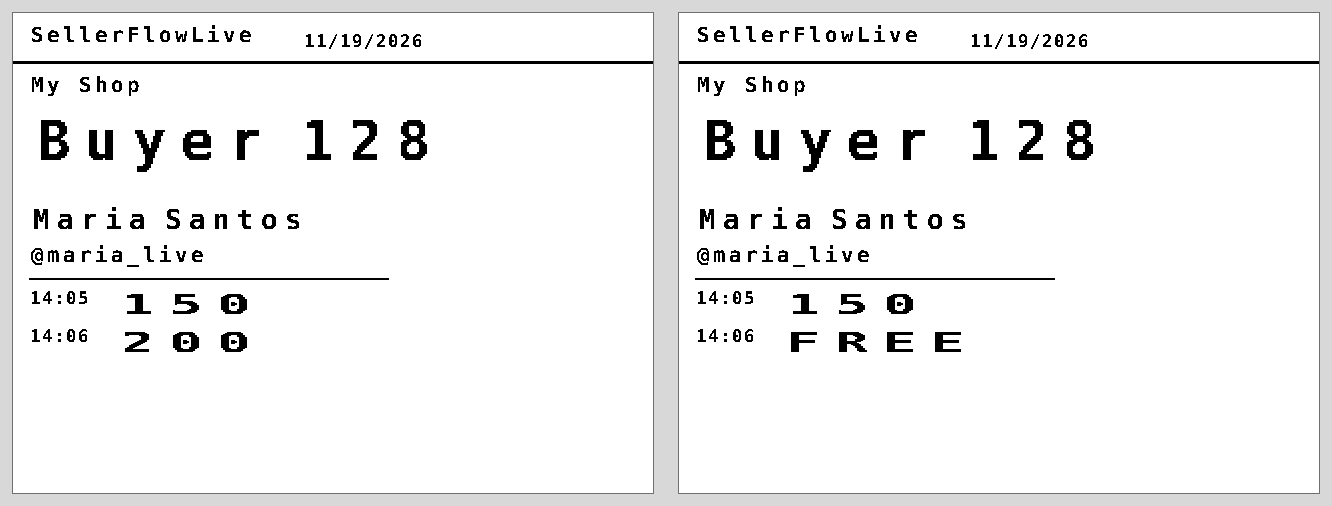 SellerFlowLive 11/19/2026
My Shop
Buyer 128
Maria Santos
@maria_live
14:05 150
14:06 200
SellerFlowLive 11/19/2026
My Shop
Buyer 128
Maria Santos
@maria_live
14:05 150
14:06 FREE